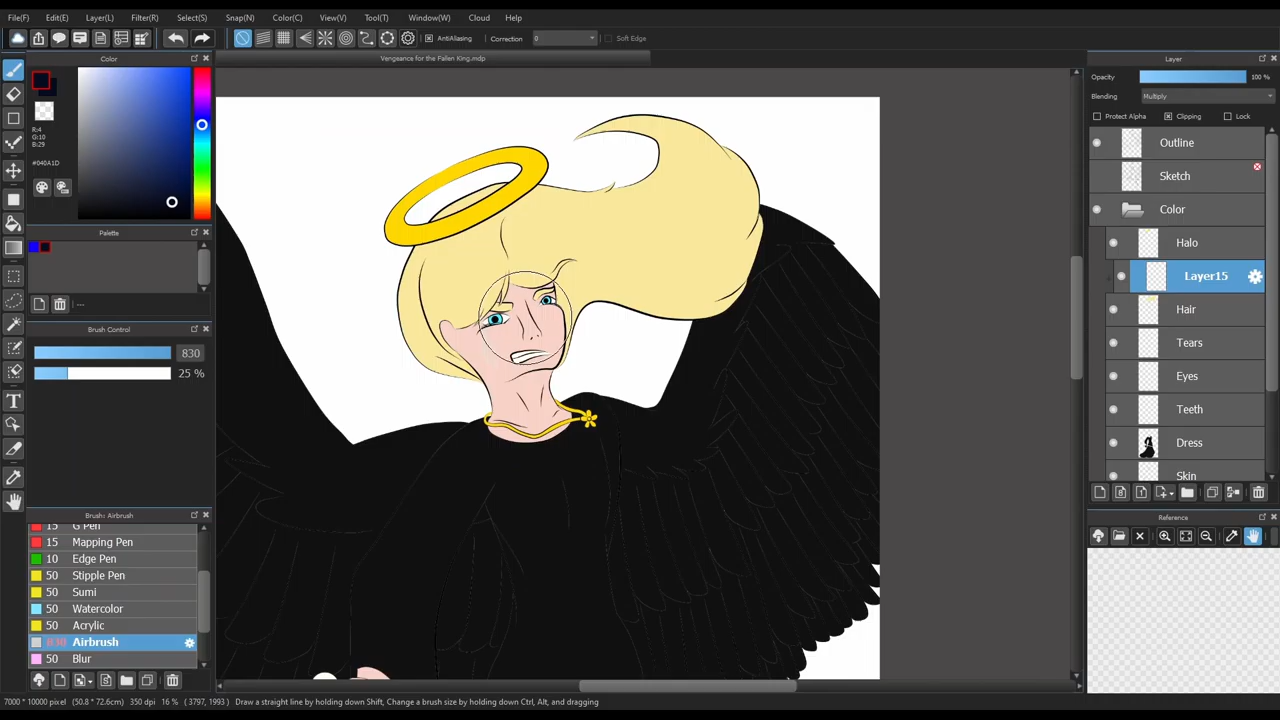 File(F) Edit(E) Layer(L) Filter(R) Select(S) Snap(N) Color(C) View(V) Tool(T) Window(W) Cloud Help
AntiAliasing Correction 0 Soft Edge
Color
Vengeance for the Fallen King.mdp
Layer
Opacity 100 %
Blending Multiply
Protect Alpha Clipping Lock
R:4
G:10
B:29
#040A1D
Outline
Sketch
Color
Halo
Layer15
Hair
Tears
Eyes
Teeth
Dress
Skin
Palette
---
Brush Control
830
25 %
T
Brush: Airbrush
15 G Pen
15 Mapping Pen
10 Edge Pen
50 Stipple Pen
50 Sumi
50 Watercolor
50 Acrylic
830 Airbrush
50 Blur
Reference
7000 * 10000 pixel (50.8 * 72.6cm) 350 dpi 16 % ( 3797, 1993 ) Draw a straight line by holding down Shift, Change a brush size by holding down Ctrl, Alt, and dragging